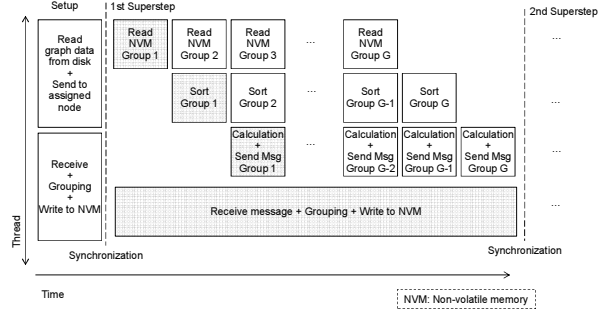 Setup
1st Superstep
2nd Superstep
Read
graph data
from disk
+
Send to
assigned
node
Read
NVM
Group 1
Read
NVM
Group 2
Read
NVM
Group 3
...
Read
NVM
Group G
...
Sort
Group 1
Sort
Group 2
...
Sort
Group G-1
Sort
Group G
...
Calculation
+
Send Msg
Group 1
...
Calculation
+
Send Msg
Group G-2
Calculation
+
Send Msg
Group G-1
Calculation
+
Send Msg
Group G
...
Receive
+
Grouping
+
Write to NVM
Receive message + Grouping + Write to NVM
...
Thread
Synchronization
Synchronization
Time
NVM: Non-volatile memory